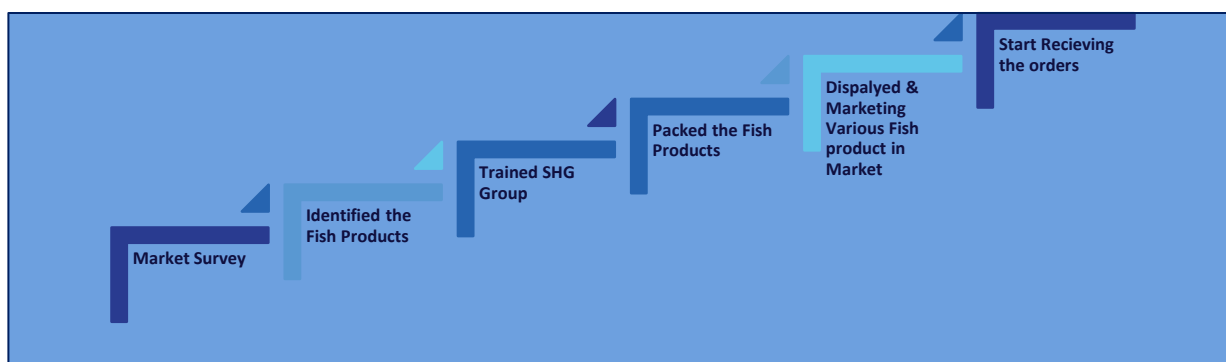 Market Survey
Identified the
Fish Products
Trained SHG
Group
Packed the Fish
Products
Dispalyed &
Marketing
Various Fish
product in
Market
Start Recieving
the orders